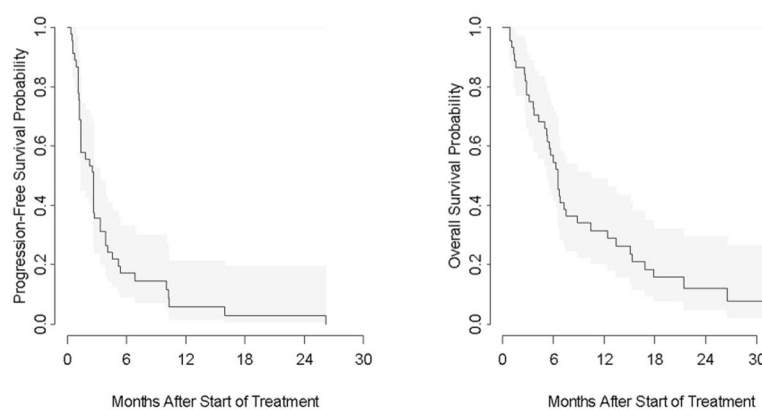 Progression-Free Survival Probability
1.0
0.8
0.6
0.4
0.2
0.0
0 6 12 18 24 30
Months After Start of Treatment
Overall Survival Probability
1.0
0.8
0.6
0.4
0.2
0.0
0 6 12 18 24 30
Months After Start of Treatment